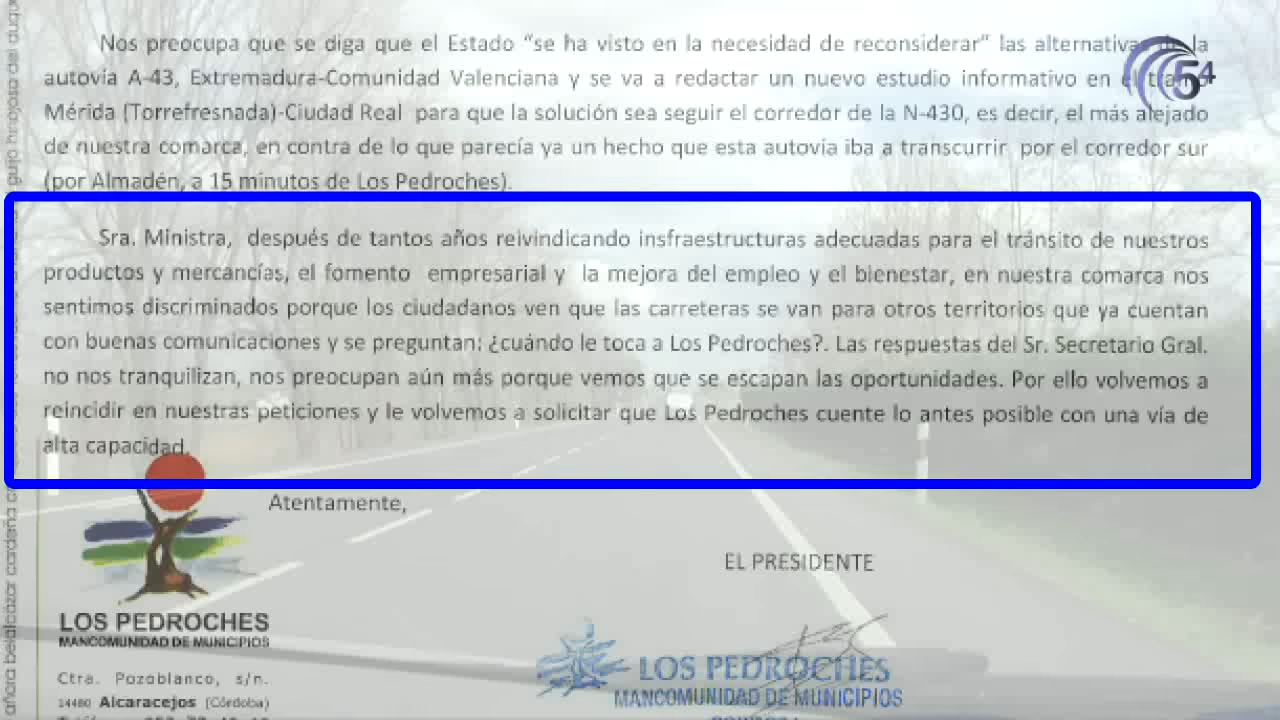 Nos preocupa que se diga que el Estado “se ha visto en la necesidad de reconsiderar” las alternativas de la
autovía A-43, Extremadura-Comunidad Valenciana y se va a redactar un nuevo estudio informativo en el tramo
Mérida (Torrefresnada)-Ciudad Real para que la solución sea seguir el corredor de la N-430, es decir, el más alejado
de nuestra comarca, en contra de lo que parecía ya un hecho que esta autovia iba a transcurrir por el corredor sur
(por Almadén, a 15 minutos de Los Pedroches).
Sra. Ministra, después de tantos años reivindicando insfraestructuras adecuadas para el tránsito de nuestros
productos y mercancías, el fomento empresarial y la mejora del empleo y el bienestar, en nuestra comarca nos
sentimos discriminados porque los ciudadanos ven que las carreteras se van para otros territorios que ya cuentan
con buenas comunicaciones y se preguntan: ¿cuándo le toca a Los Pedroches?. Las respuestas del Sr. Secretario Gral.
no nos tranquilizan, nos preocupan aún más porque vemos que se escapan las oportunidades. Por ello volvemos a
reincidir en nuestras peticiones y le volvemos a solicitar que Los Pedroches cuente lo antes posible con una vía de
alta capacidad.
Atentamente,
EL PRESIDENTE
LOS PEDROCHES
MANCOMUNIDAD DE MUNICIPIOS
Ctra. Pozoblanco, s/n.
14480 Alcaracejos (Córdoba)
LOS PEDROCHES
MANCOMUNIDAD DE MUNICIPIOS
54
añora belalcázar cardeña
guijo hinojosa del duque